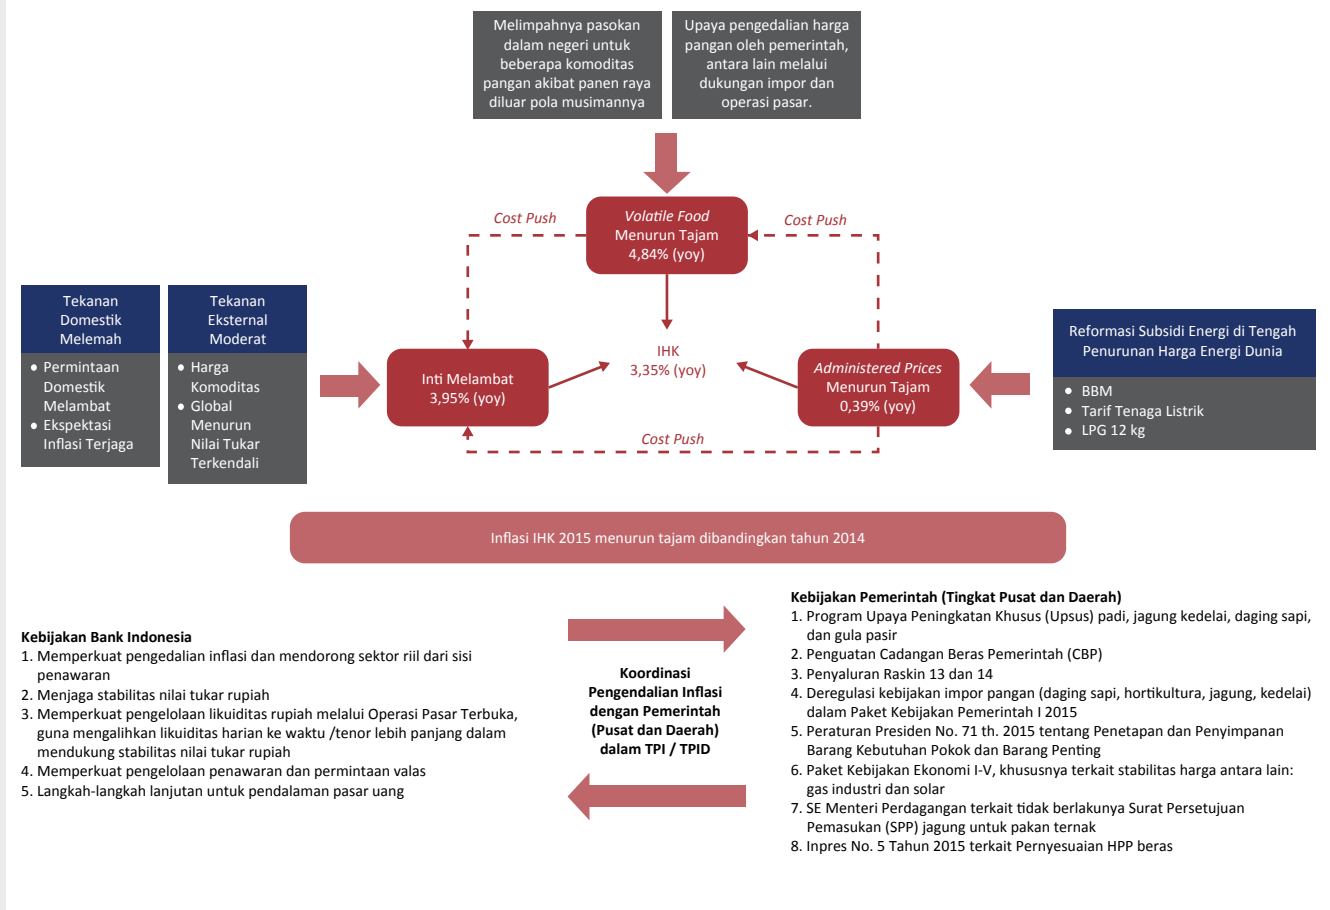 Melimpahnya pasokan
dalam negeri untuk
beberapa komoditas
pangan akibat panen raya
diluar pola musimannya
Upaya pengedalian harga
pangan oleh pemerintah,
antara lain melalui
dukungan impor dan
operasi pasar.
Cost Push
Volatile Food
Menurun Tajam
4,84% (yoy)
Cost Push
Tekanan
Domestik
Melemah
● Permintaan
Domestik
Melambat
● Ekspektasi
Inflasi Terjaga
Tekanan
Eksternal
Moderat
● Harga
Komoditas
● Global
Menurun
Nilai Tukar
Terkendali
Inti Melambat
3,95% (yoy)
IHK
3,35% (yoy)
Administered Prices
Menurun Tajam
0,39% (yoy)
Reformasi Subsidi Energi di Tengah
Penurunan Harga Energi Dunia
● BBM
● Tarif Tenaga Listrik
● LPG 12 kg
Cost Push
Inflasi IHK 2015 menurun tajam dibandingkan tahun 2014
Kebijakan Bank Indonesia
1. Memperkuat pengedalian inflasi dan mendorong sektor riil dari sisi
penawaran
2. Menjaga stabilitas nilai tukar rupiah
3. Memperkuat pengelolaan likuiditas rupiah melalui Operasi Pasar Terbuka,
guna mengalihkan likuiditas harian ke waktu /tenor lebih panjang dalam
mendukung stabilitas nilai tukar rupiah
4. Memperkuat pengelolaan penawaran dan permintaan valas
5. Langkah-langkah lanjutan untuk pendalaman pasar uang
Koordinasi
Pengendalian Inflasi
dengan Pemerintah
(Pusat dan Daerah)
dalam TPI / TPID
Kebijakan Pemerintah (Tingkat Pusat dan Daerah)
1. Program Upaya Peningkatan Khusus (Upsus) padi, jagung kedelai, daging sapi,
dan gula pasir
2. Penguatan Cadangan Beras Pemerintah (CBP)
3. Penyaluran Raskin 13 dan 14
4. Deregulasi kebijakan impor pangan (daging sapi, hortikultura, jagung, kedelai)
dalam Paket Kebijakan Pemerintah I 2015
5. Peraturan Presiden No. 71 th. 2015 tentang Penetapan dan Penyimpanan
Barang Kebutuhan Pokok dan Barang Penting
6. Paket Kebijakan Ekonomi I-V, khususnya terkait stabilitas harga antara lain:
gas industri dan solar
7. SE Menteri Perdagangan terkait tidak berlakunya Surat Persetujuan
Pemasukan (SPP) jagung untuk pakan ternak
8. Inpres No. 5 Tahun 2015 terkait Pernyesuaian HPP beras